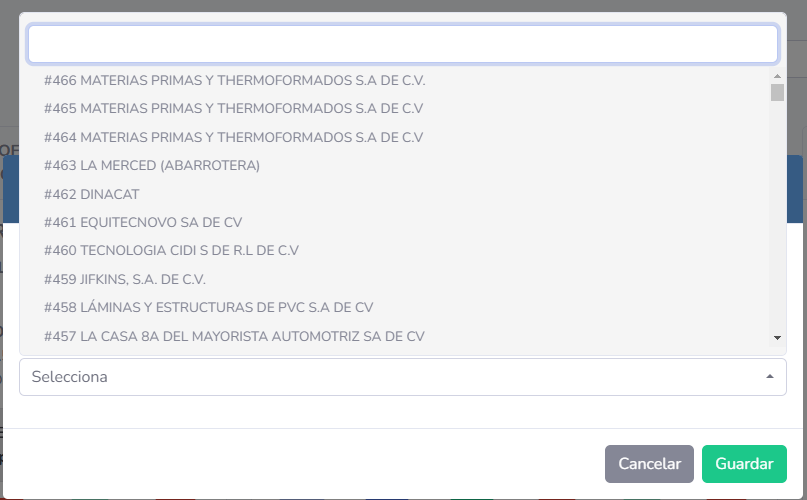 #466 MATERIAS PRIMAS Y THERMOFORMADOS S.A DE C.V.
#465 MATERIAS PRIMAS Y THERMOFORMADOS S.A DE C.V
#464 MATERIAS PRIMAS Y THERMOFORMADOS S.A DE C.V
#463 LA MERCED (ABARROTERA)
#462 DINACAT
#461 EQUITECNOVO SA DE CV
#460 TECNOLOGIA CIDI S DE R.L DE C.V
#459 JIFKINS, S.A. DE C.V.
#458 LÁMINAS Y ESTRUCTURAS DE PVC S.A DE CV
#457 LA CASA 8A DEL MAYORISTA AUTOMOTRIZ SA DE CV
Selecciona
Cancelar Guardar